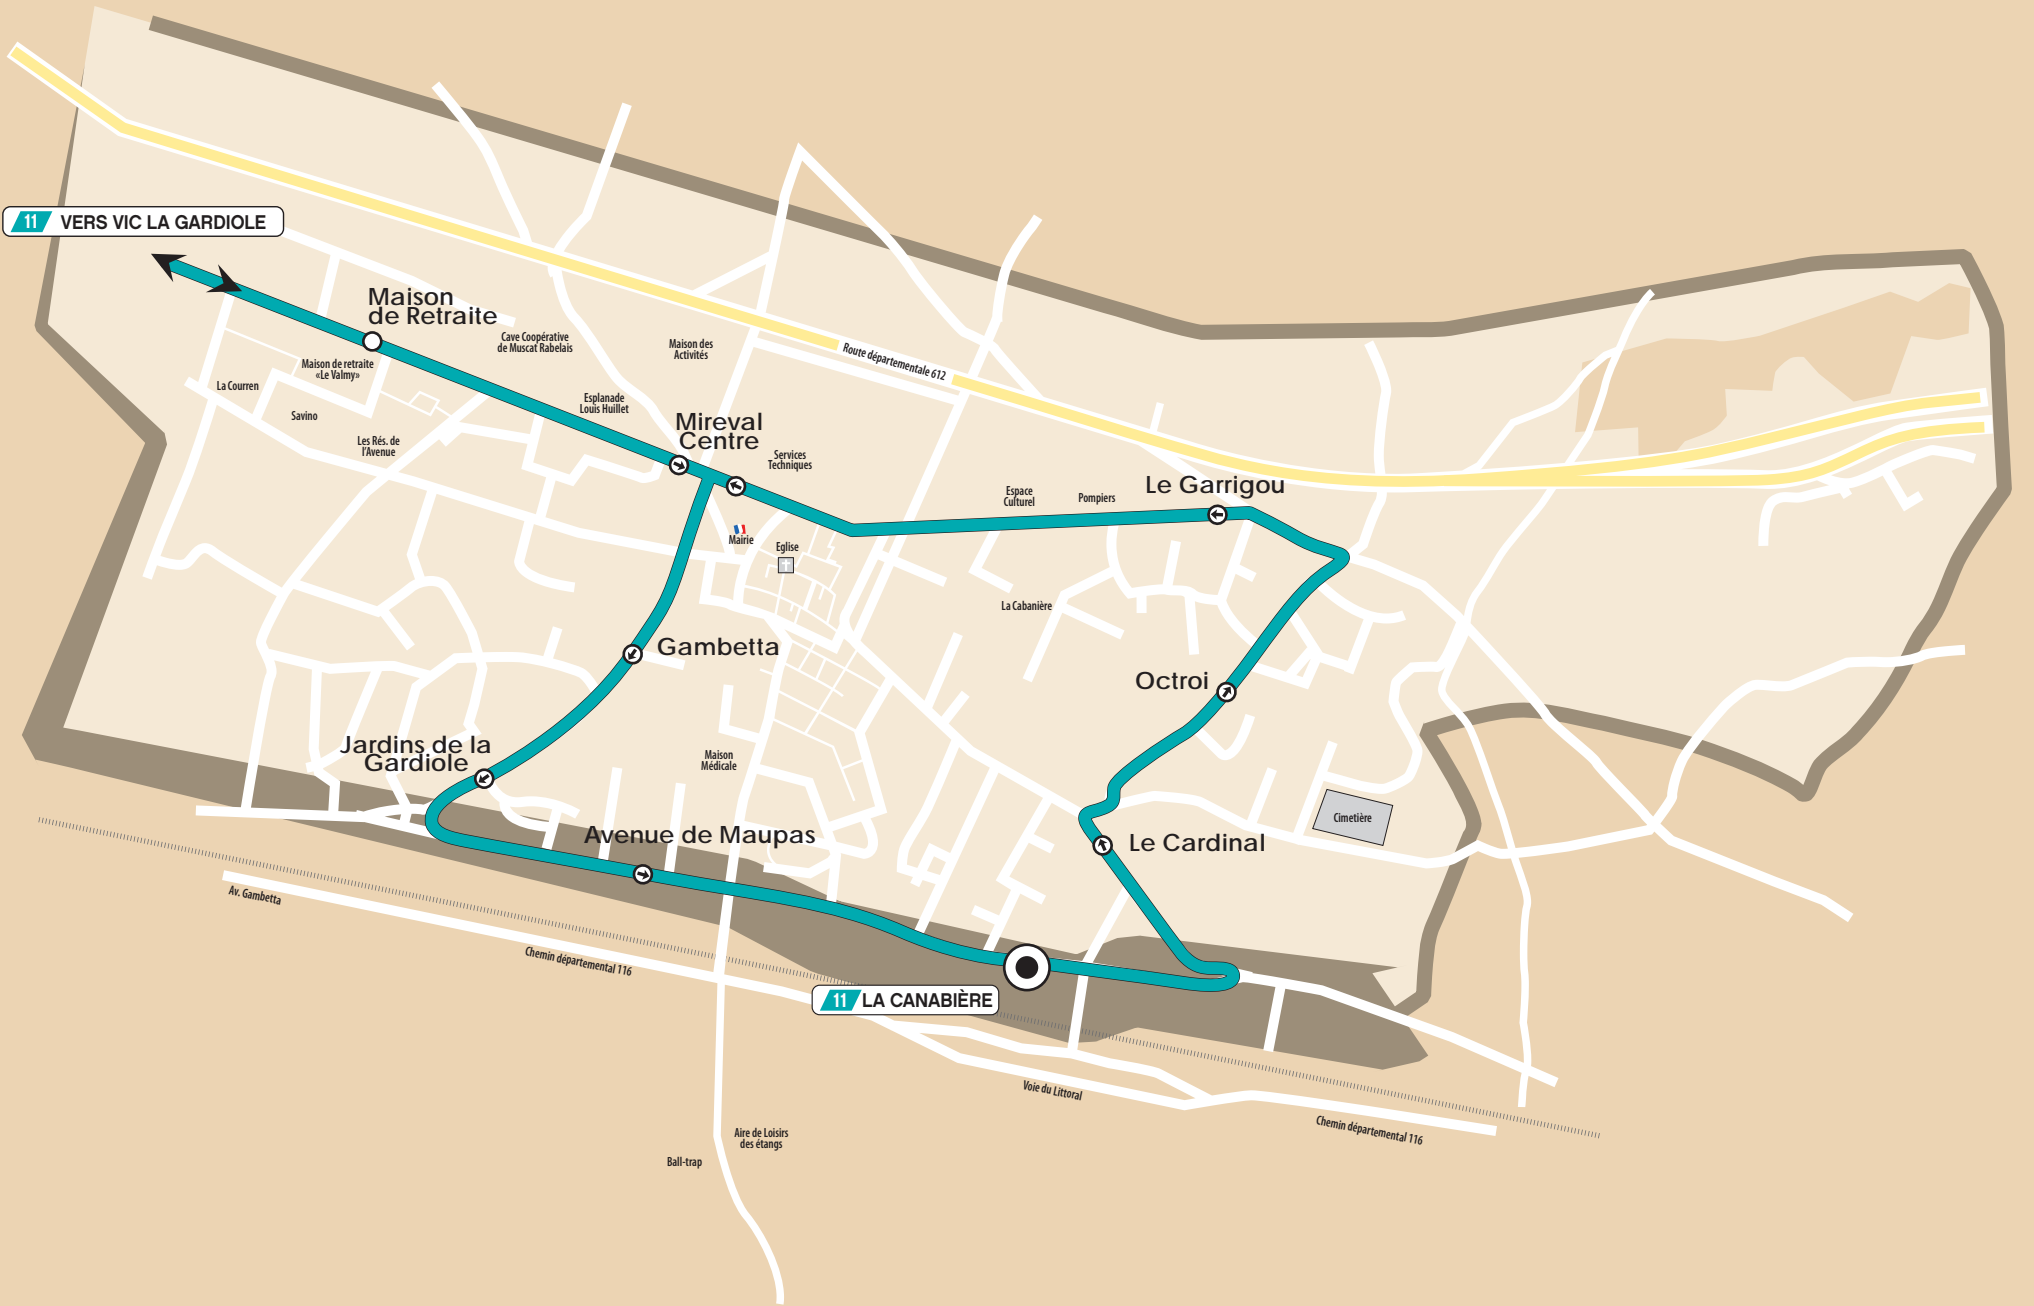 11 VERS VIC LA GARDIOLE
Maison
de Retraite
Cave Coopérative
de Muscat Rabelais
Maison des
Activités
Route départementale 612
Maison de retraite
«Le Valmy»
La Courren
Savino
Les Rés. de
l'Avenue
Esplanade
Louis Huillet
Mireval
Centre
Services
Techniques
Espace
Culturel
Pompiers
Le Garrigou
Mairie
Eglise
La Cabanière
Gambetta
Octroi
Jardins de la
Gardiole
Maison
Médicale
Avenue de Maupas
Le Cardinal
Cimetière
Av. Gambetta
Chemin départemental 116
11 LA CANABIÈRE
Voie du Littoral
Chemin départemental 116
Aire de Loisirs
des étangs
Ball-trap